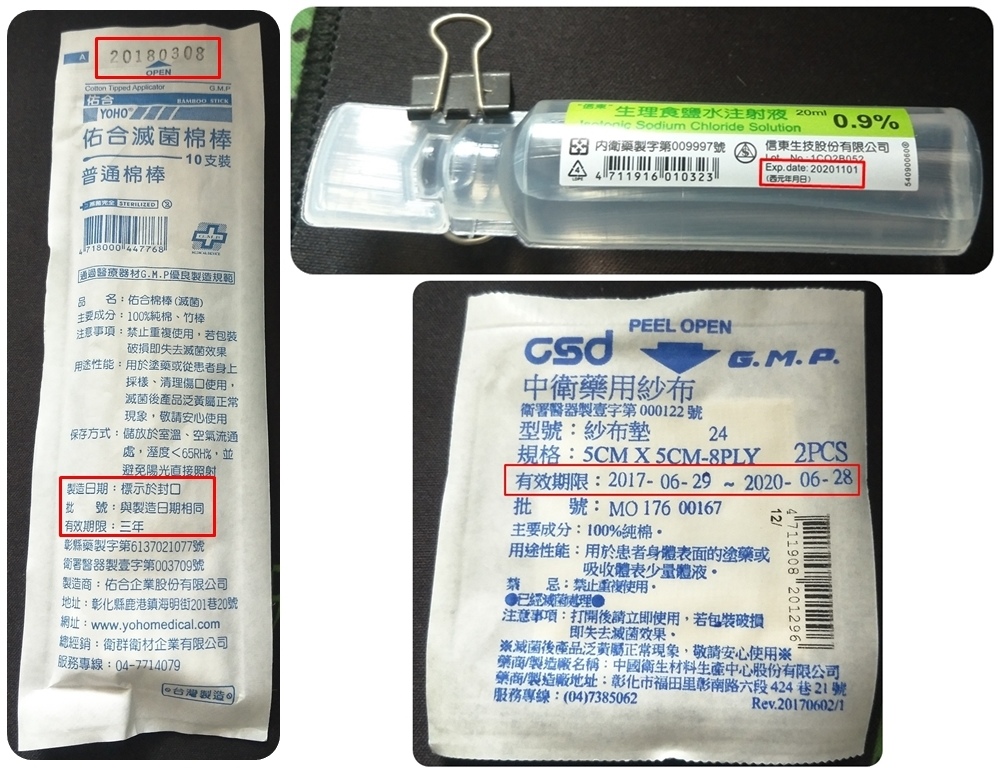 A
20180308
OPEN
Cotton Tipped Applicator G.M.P
佑合 BAMBOO STICK
YOHO
佑合滅菌棉棒
10支裝
普通棉棒
滅菌完全 STERILIZED
4 718000 447768
通過醫療器材G.M.P優良製造規範
品 名：佑合棉棒(滅菌)
主要成分：100%純棉、竹棒
注意事項：禁止重複使用，若包裝
破損即失去滅菌效果
用途性能：用於塗藥或從患者身上
採樣、清理傷口使用，
滅菌後產品泛黃屬正常
現象，敬請安心使用
保存方式：儲放於室溫、空氣流通
處，溼度<65RH%，並
避免陽光直接照射
製造日期：標示於封口
批 號：與製造日期相同
有效期限：三年
彰縣藥製字第6137021077號
衛署醫器製壹字第003709號
製造商：佑合企業股份有限公司
地址：彰化縣鹿港鎮海明街201巷20號
網址：www.yohomedical.com
總經銷：衛群衛材企業有限公司
服務專線：04-7714079
台灣製造
"信東"生理食鹽水注射液 20ml 0.9%
Isotonic Sodium Chloride Solution
內衛藥製字第009997號
信東生技股份有限公司
Lot. No.:1CO2B052
4 711916 010323
Exp.date: 20201101
(西元年月日)
54090060®
4
LDPE
PEEL OPEN
csd G.M.P.
中衛藥用紗布
衛署醫器製壹字第000122號
型號：紗布墊 24
規格：5CM X 5CM-8PLY 2PCS
有效期限：2017-06-29 ~ 2020-06-28
批 號：MO 176 00167
主要成分：100%純棉。
用途性能：用於患者身體表面的塗藥或
吸收體表少量體液。
禁 忌：禁止重複使用。
●已經滅菌處理●
注意事項：打開後請立即使用，若包裝破損
即失去滅菌效果。
※滅菌後產品泛黃屬正常現象，敬請安心使用※
藥商/製造廠名稱：中國衛生材料生產中心股份有限公司
藥商/製造廠地址：彰化市福田里彰南路六段424巷21號
服務專線：(04)7385062 Rev.20170602/1
12/
4 711908 201296